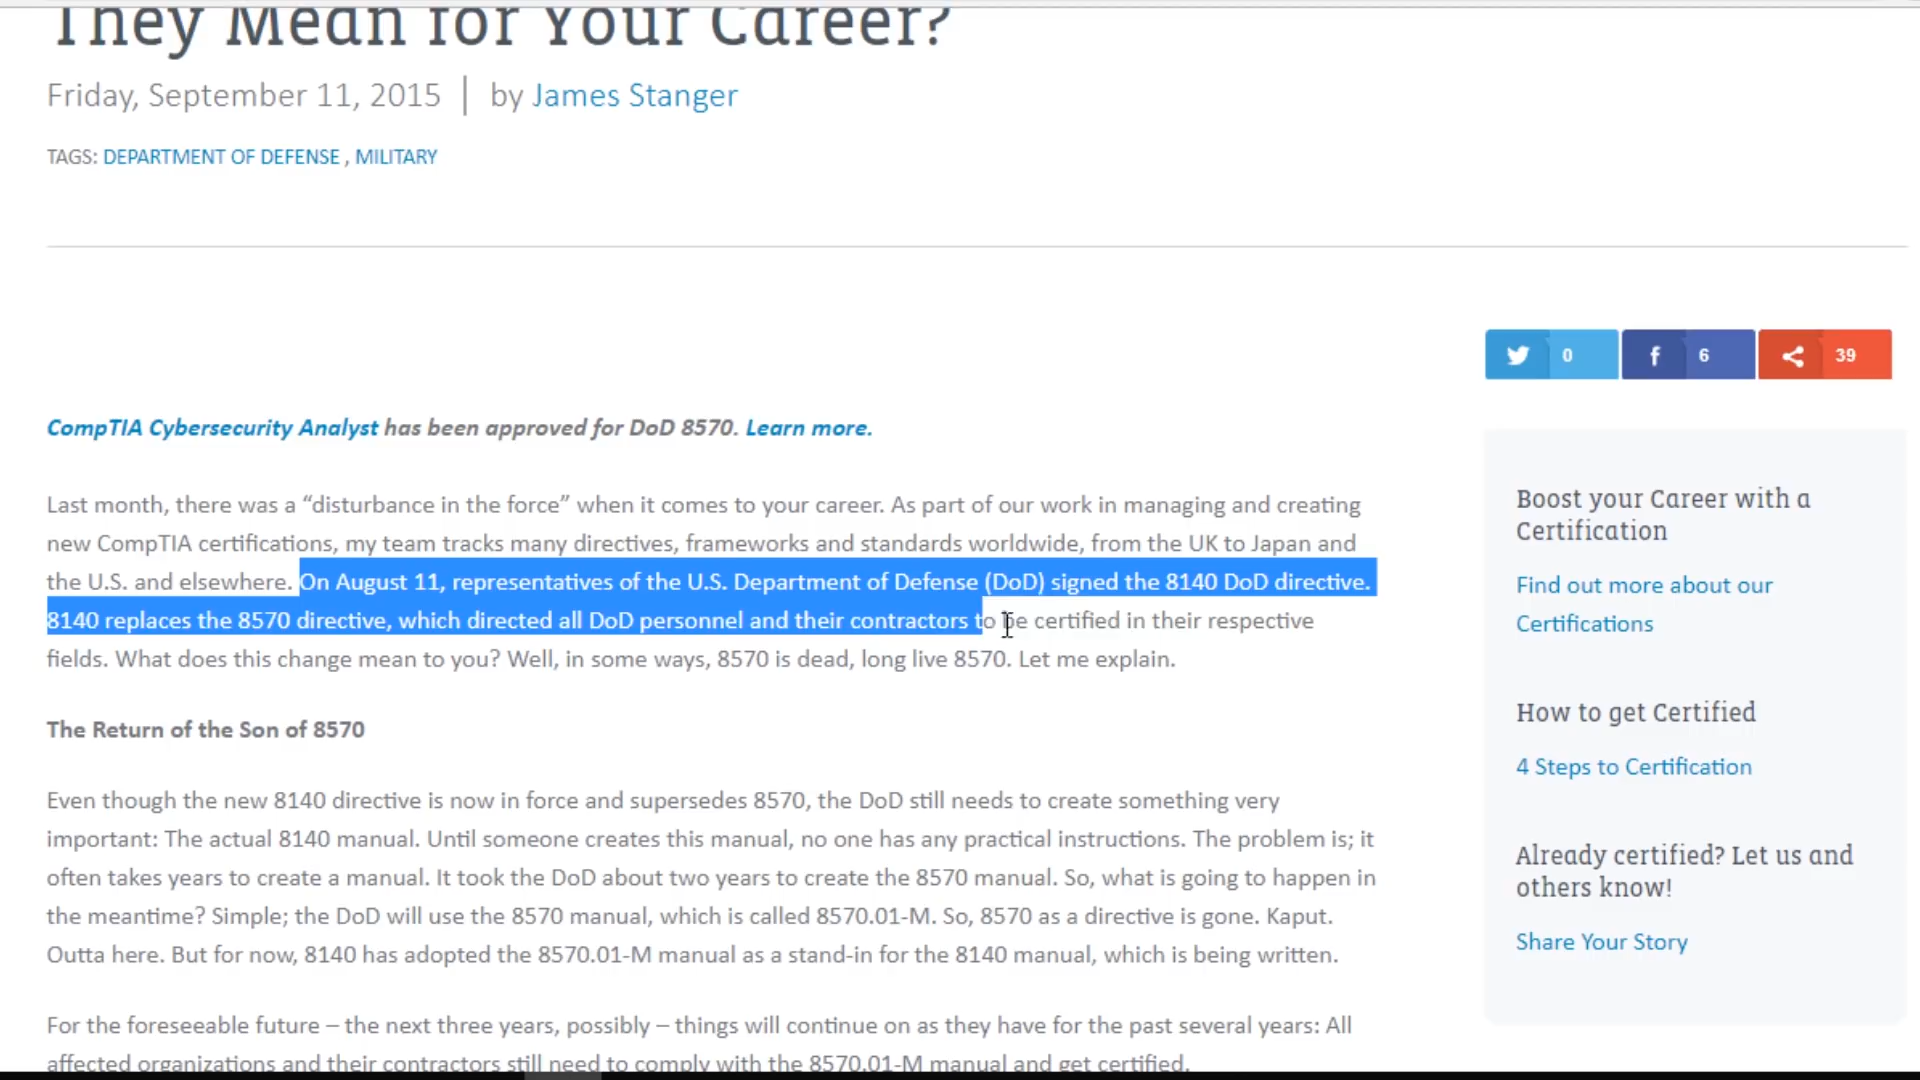 They Mean for Your Career?
Friday, September 11, 2015 | by James Stanger
TAGS: DEPARTMENT OF DEFENSE , MILITARY
0
6
39
CompTIA Cybersecurity Analyst has been approved for DoD 8570. Learn more.
Last month, there was a “disturbance in the force” when it comes to your career. As part of our work in managing and creating
new CompTIA certifications, my team tracks many directives, frameworks and standards worldwide, from the UK to Japan and
the U.S. and elsewhere. On August 11, representatives of the U.S. Department of Defense (DoD) signed the 8140 DoD directive.
8140 replaces the 8570 directive, which directed all DoD personnel and their contractors to be certified in their respective
fields. What does this change mean to you? Well, in some ways, 8570 is dead, long live 8570. Let me explain.
The Return of the Son of 8570
Even though the new 8140 directive is now in force and supersedes 8570, the DoD still needs to create something very
important: The actual 8140 manual. Until someone creates this manual, no one has any practical instructions. The problem is; it
often takes years to create a manual. It took the DoD about two years to create the 8570 manual. So, what is going to happen in
the meantime? Simple; the DoD will use the 8570 manual, which is called 8570.01-M. So, 8570 as a directive is gone. Kaput.
Outta here. But for now, 8140 has adopted the 8570.01-M manual as a stand-in for the 8140 manual, which is being written.
For the foreseeable future – the next three years, possibly – things will continue on as they have for the past several years: All
affected organizations and their contractors still need to comply with the 8570.01-M manual and get certified.
Boost your Career with a
Certification
Find out more about our
Certifications
How to get Certified
4 Steps to Certification
Already certified? Let us and
others know!
Share Your Story